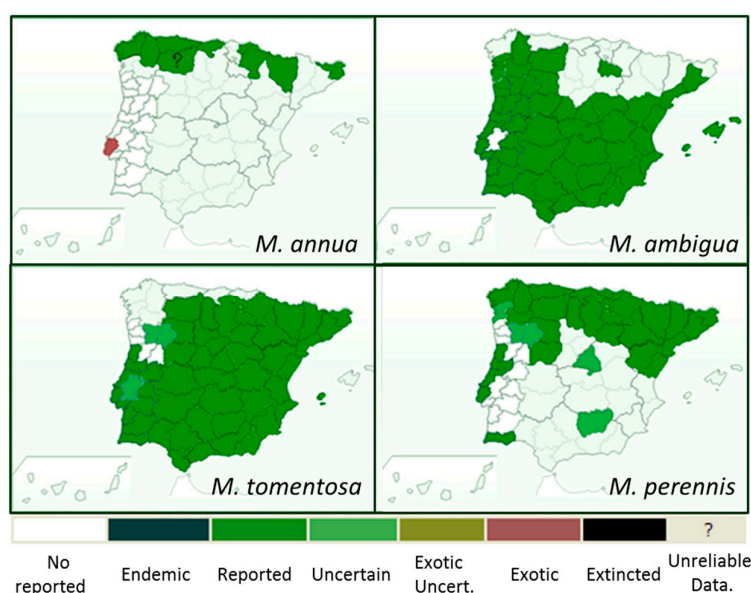 ?
M. annua
M. ambigua
M. tomentosa
M. perennis
?
No reported
Endemic
Reported
Uncertain
Exotic Uncert.
Exotic
Extincted
Unreliable Data.